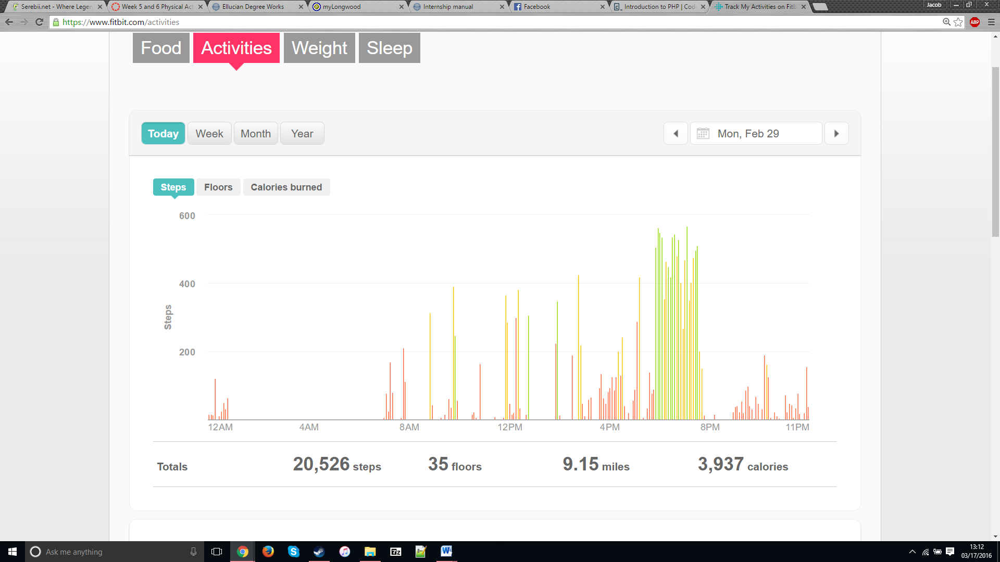 Serebii.net - Where Legen
Week 5 and 6 Physical Act
Ellucian Degree Works
myLongwood
Internship manual
Facebook
Introduction to PHP | Cod
Track My Activities on Fitb
Jacob
https://www.fitbit.com/activities
ABP
Food Activities Weight Sleep
Today Week Month Year
Mon, Feb 29
Steps Floors Calories burned
600
400
200
Steps
12AM 4AM 8AM 12PM 4PM 8PM 11PM
Totals 20,526 steps 35 floors 9.15 miles 3,937 calories
Ask me anything
7z
13:12
03/17/2016